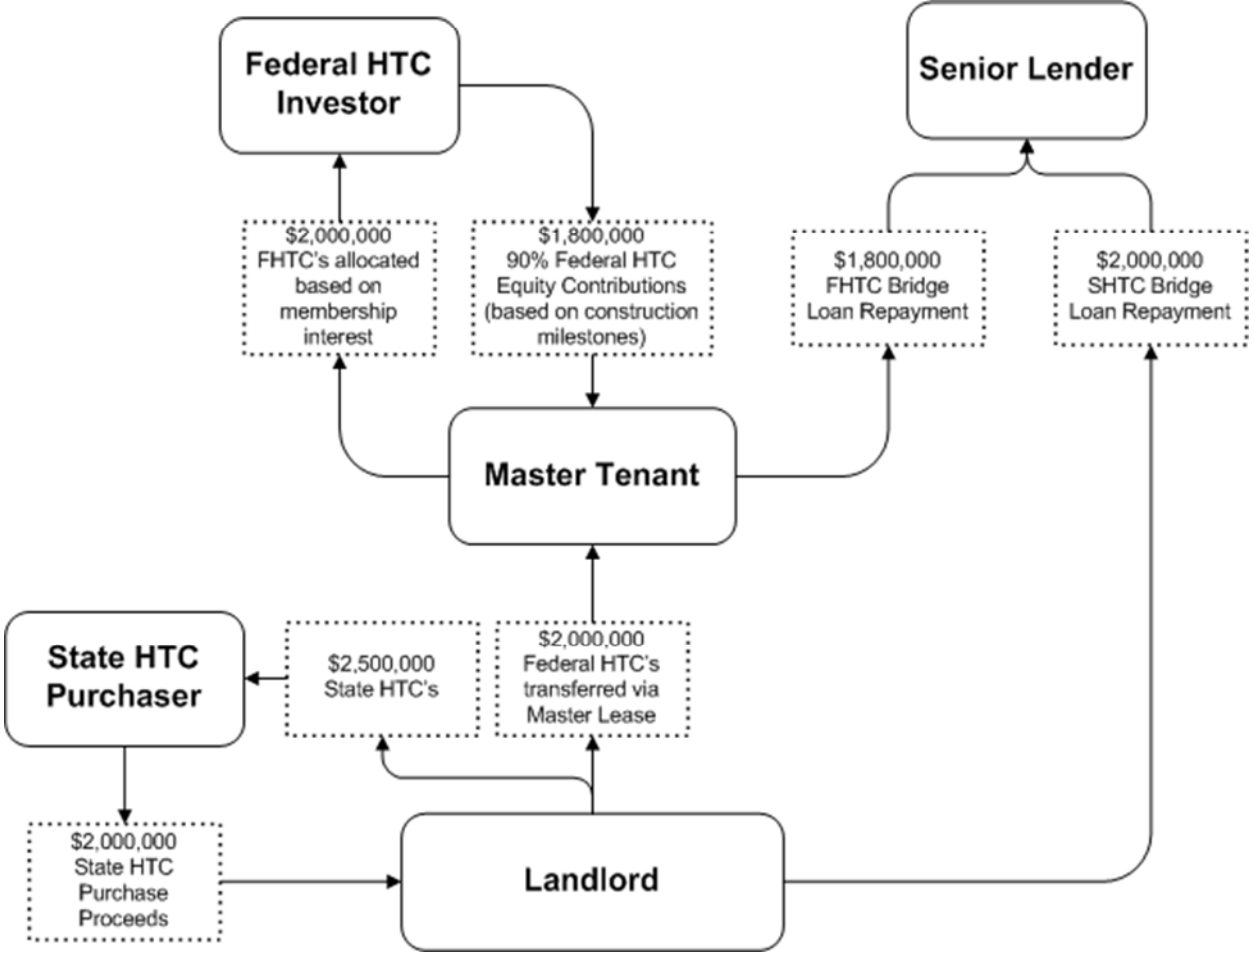 Federal HTC
Investor
Senior Lender
$2,000,000
FHTC's allocated
based on
membership
interest
$1,800,000
90% Federal HTC
Equity Contributions
(based on construction
milestones)
$1,800,000
FHTC Bridge
Loan Repayment
$2,000,000
SHTC Bridge
Loan Repayment
Master Tenant
State HTC
Purchaser
$2,500,000
State HTC's
$2,000,000
Federal HTC's
transferred via
Master Lease
$2,000,000
State HTC
Purchase
Proceeds
Landlord